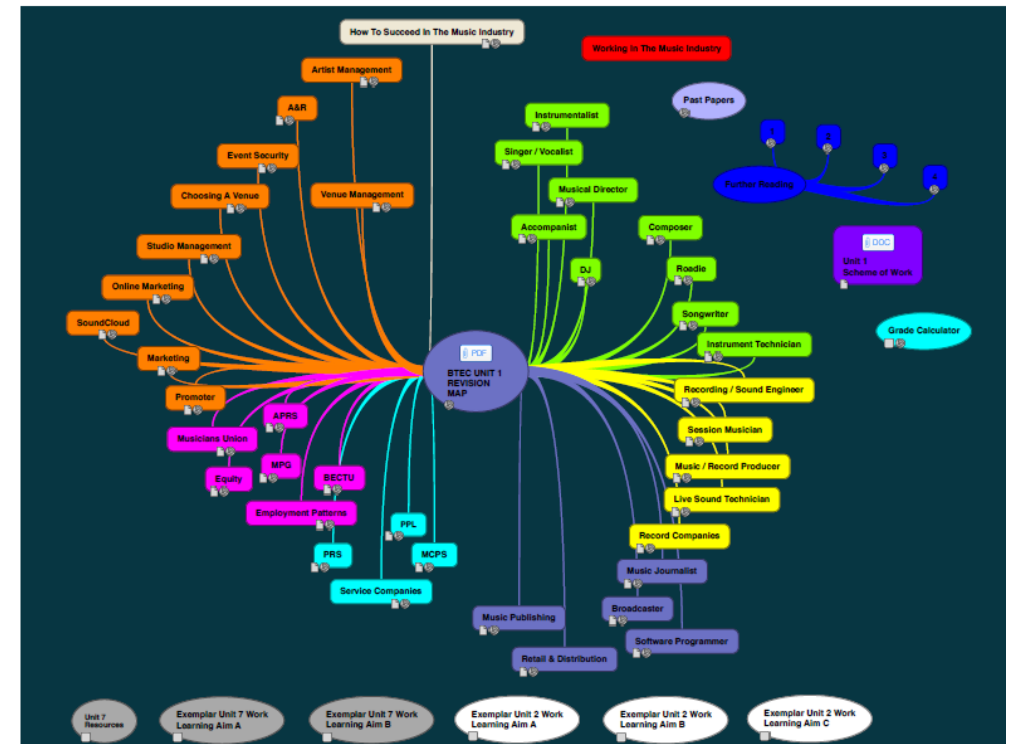 How To Succeed In The Music Industry
Working In The Music Industry
Artist Management
Past Papers
A&R
Instrumentalist
1
2
3
4
Further Reading
Event Security
Singer / Vocalist
Choosing A Venue
Venue Management
Musical Director
Accompanist
Composer
Studio Management
DOC
Unit 1
Scheme of Work
DJ
Roadie
Online Marketing
SoundCloud
Songwriter
Grade Calculator
Instrument Technician
Marketing
PDF
BTEC UNIT 1
REVISION
MAP
Promoter
Recording / Sound Engineer
APRS
Musicians Union
Session Musician
MPG
Equity
BECTU
Music / Record Producer
Live Sound Technician
Employment Patterns
PPL
Record Companies
PRS
MCPS
Music Journalist
Service Companies
Music Publishing
Broadcaster
Software Programmer
Retail & Distribution
Unit 7
Resources
Exemplar Unit 7 Work
Learning Aim A
Exemplar Unit 7 Work
Learning Aim B
Exemplar Unit 2 Work
Learning Aim A
Exemplar Unit 2 Work
Learning Aim B
Exemplar Unit 2 Work
Learning Aim C